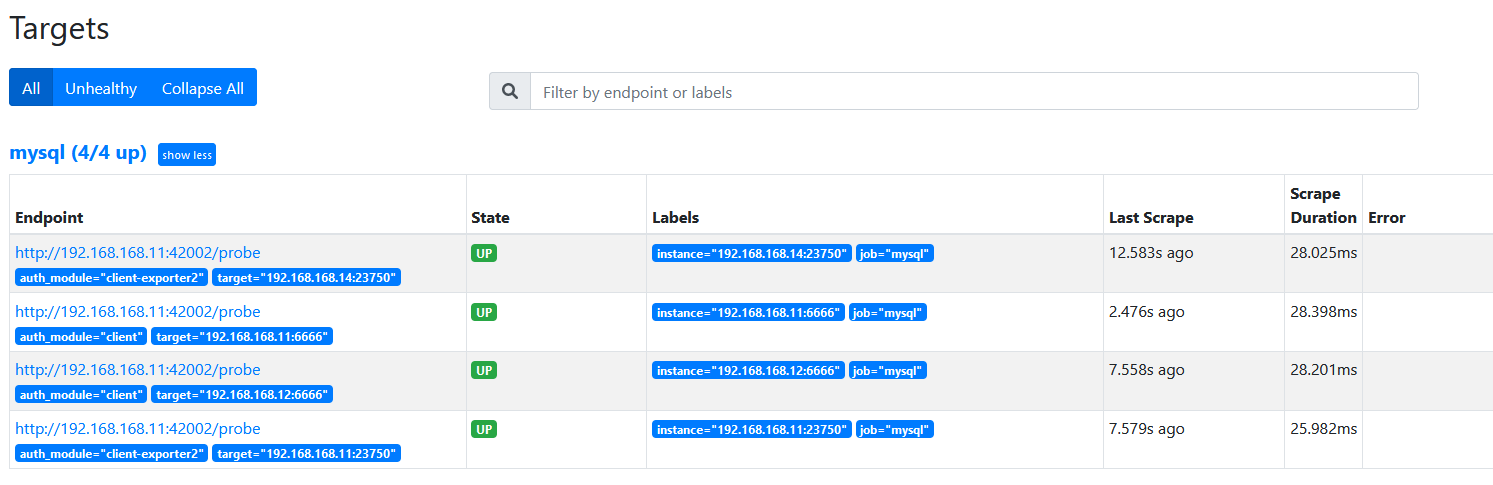 Targets
All Unhealthy Collapse All
Filter by endpoint or labels
mysql (4/4 up) show less
Endpoint State Labels Last Scrape Scrape Duration Error
http://192.168.168.11:42002/probe UP instance="192.168.168.14:23750" job="mysql" 12.583s ago 28.025ms
auth_module="client-exporter2" target="192.168.168.14:23750"
http://192.168.168.11:42002/probe UP instance="192.168.168.11:6666" job="mysql" 2.476s ago 28.398ms
auth_module="client" target="192.168.168.11:6666"
http://192.168.168.11:42002/probe UP instance="192.168.168.12:6666" job="mysql" 7.558s ago 28.201ms
auth_module="client" target="192.168.168.12:6666"
http://192.168.168.11:42002/probe UP instance="192.168.168.11:23750" job="mysql" 7.579s ago 25.982ms
auth_module="client-exporter2" target="192.168.168.11:23750"